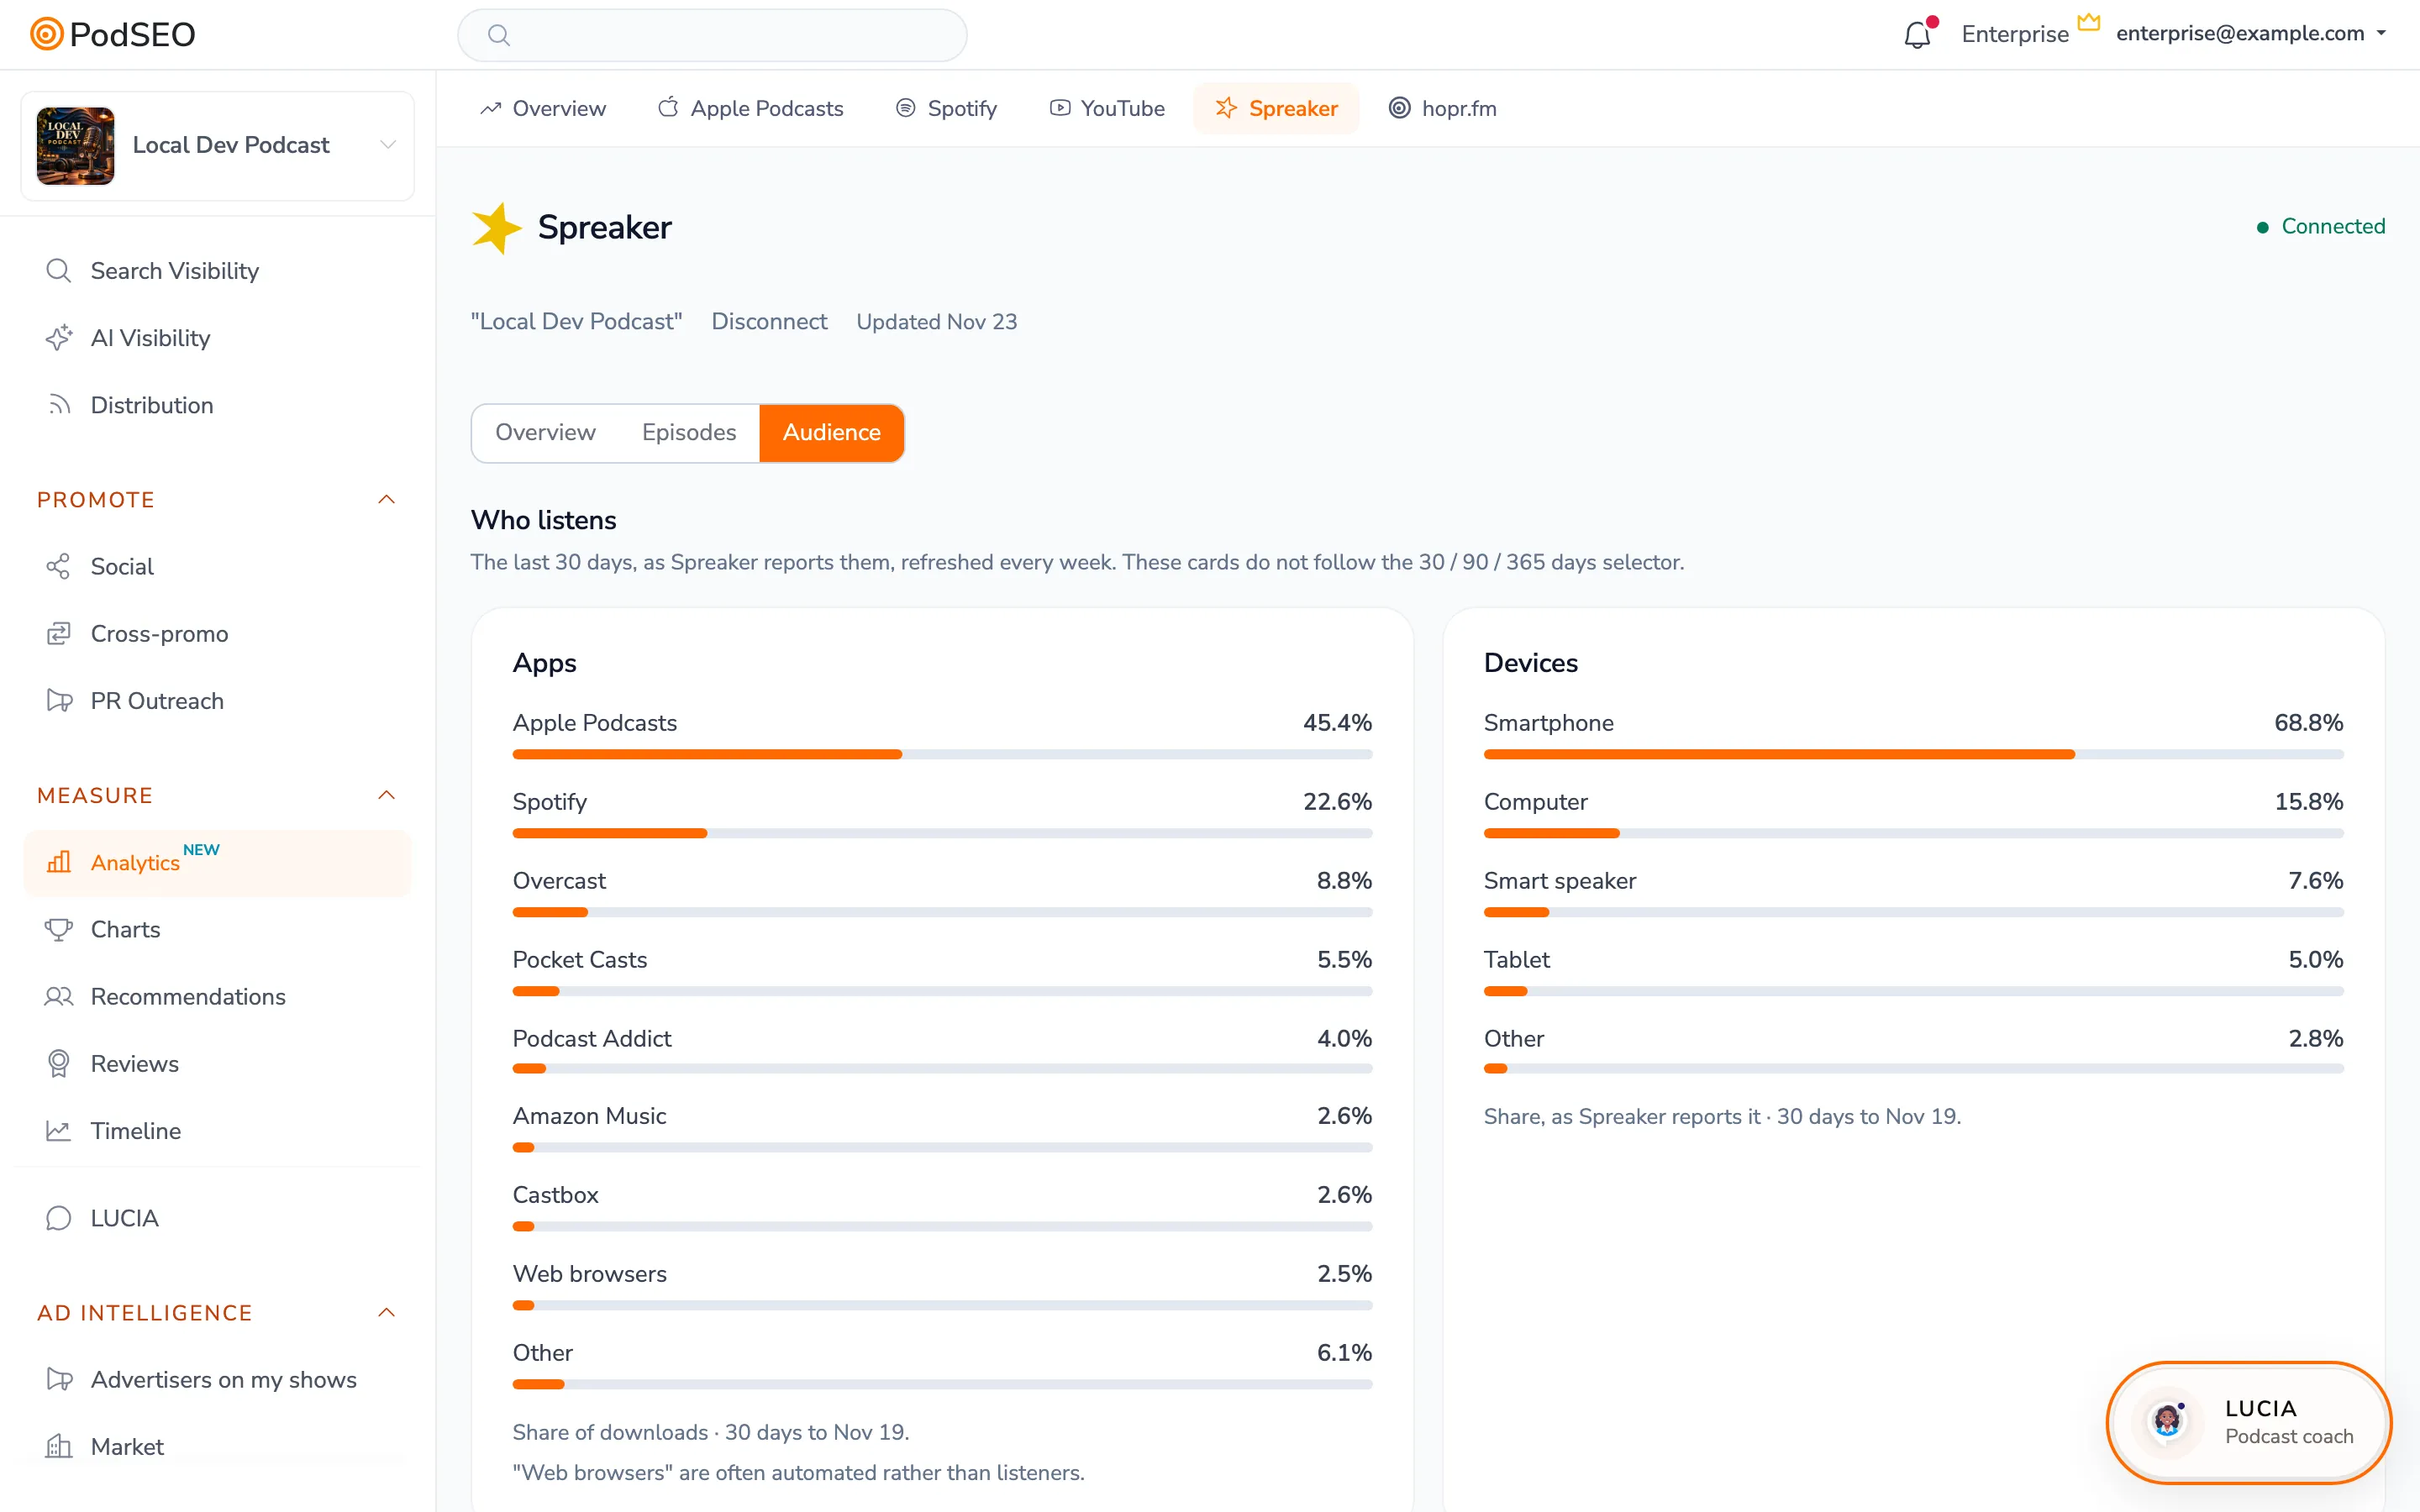 PodSEO
Enterprise
enterprise@example.com
LOCAL
DEV
PODCAST
Local Dev Podcast
Search Visibility
AI Visibility
Distribution
PROMOTE
Social
Cross-promo
PR Outreach
MEASURE
Analytics NEW
Charts
Recommendations
Reviews
Timeline
LUCIA
AD INTELLIGENCE
Advertisers on my shows
Market
Overview
Apple Podcasts
Spotify
YouTube
Spreaker
hopr.fm
Spreaker
Connected
"Local Dev Podcast" Disconnect Updated Nov 23
Overview Episodes Audience
Who listens
The last 30 days, as Spreaker reports them, refreshed every week. These cards do not follow the 30 / 90 / 365 days selector.
Apps
Apple Podcasts 45.4%
Spotify 22.6%
Overcast 8.8%
Pocket Casts 5.5%
Podcast Addict 4.0%
Amazon Music 2.6%
Castbox 2.6%
Web browsers 2.5%
Other 6.1%
Share of downloads · 30 days to Nov 19.
"Web browsers" are often automated rather than listeners.
Devices
Smartphone 68.8%
Computer 15.8%
Smart speaker 7.6%
Tablet 5.0%
Other 2.8%
Share, as Spreaker reports it · 30 days to Nov 19.
LUCIA
Podcast coach